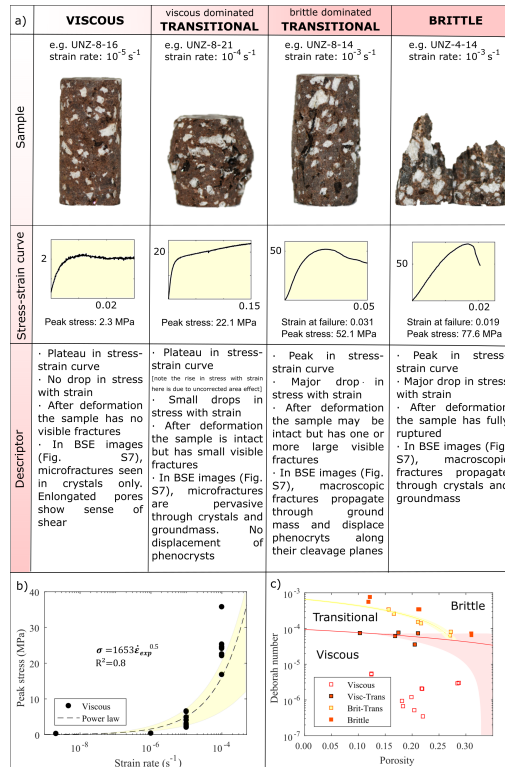 a)
VISCOUS
viscous dominated
TRANSITIONAL
brittle dominated
TRANSITIONAL
BRITTLE
Sample
e.g. UNZ-8-16
strain rate: 10⁻⁵ s⁻¹
e.g. UNZ-8-21
strain rate: 10⁻⁴ s⁻¹
e.g. UNZ-8-14
strain rate: 10⁻³ s⁻¹
e.g. UNZ-4-14
strain rate: 10⁻³ s⁻¹
Stress-strain curve
2
0.02
Peak stress: 2.3 MPa
20
0.15
Peak stress: 22.1 MPa
50
0.05
Strain at failure: 0.031
Peak stress: 52.1 MPa
50
0.02
Strain at failure: 0.019
Peak stress: 77.6 MPa
Descriptor
· Plateau in stress-
strain curve
· No drop in stress
with strain
· After deformation
the sample has no
visible fractures
· In BSE images
(Fig. S7),
microfractures seen
in crystals only.
Enlongated pores
show sense of
shear
· Plateau in stress-
strain curve
[note the rise in stress with strain
here is due to uncorrected area effect]
· Small drops in
stress with strain
· After deformation
the sample is intact
but has small visible
fractures
· In BSE images (Fig.
S7), microfractures
are pervasive
through crystals and
groundmass. No
displacement of
phenocrysts
· Peak in stress-
strain curve
· Major drop in
stress with strain
· After deformation
the sample may be
intact but has one or
more large visible
fractures
· In BSE images (Fig.
S7), macroscopic
fractures propagate
through ground
mass and displace
phenocryts along
their cleavage planes
· Peak in stress-
strain curve
· Major drop in stress
with strain
· After deformation
the sample has fully
ruptured
· In BSE images (Fig.
S7), macroscopic
fractures propagate
through crystals and
groundmass
b)
Peak stress (MPa)
40
30
20
10
0
σ = 1653ε̇exp^0.5
R²=0.8
Viscous
Power law
10⁻⁸
10⁻⁶
10⁻⁴
Strain rate (s⁻¹)
c)
Deborah number
10⁻²
10⁻³
10⁻⁴
10⁻⁵
10⁻⁶
10⁻⁷
Brittle
Transitional
Viscous
Viscous
Visc-Trans
Brit-Trans
Brittle
0.00
0.10
0.20
0.30
Porosity